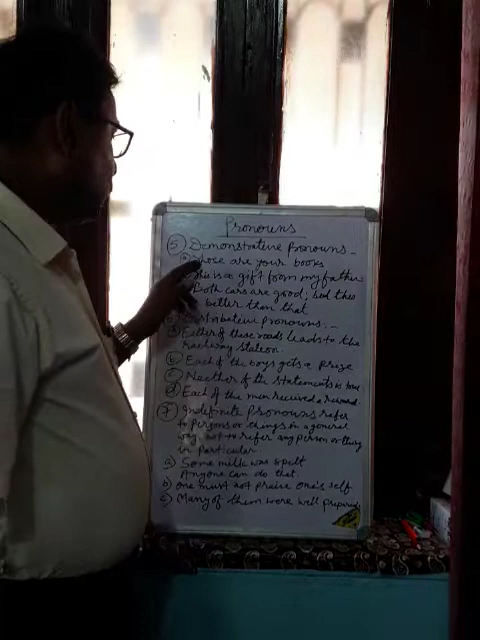 Pronouns
(5) Demonstrative Pronouns -
those are your books
This is a gift from my father
Both cars are good; but this
better than that
Distributive Pronouns :-
a) Either of these roads leads to the
railway station.
(b) Each of the boys gets a prize
(c) Neither of the statements is true
(d) Each of the men received a reward.
(7) Indefinite Pronouns refer
to persons or things in a general
way, not to refer any person or thing
in particular
a) Some milk was spilt
Anyone can do that.
b) one must not praise one's self
c) Many of them were well prepared